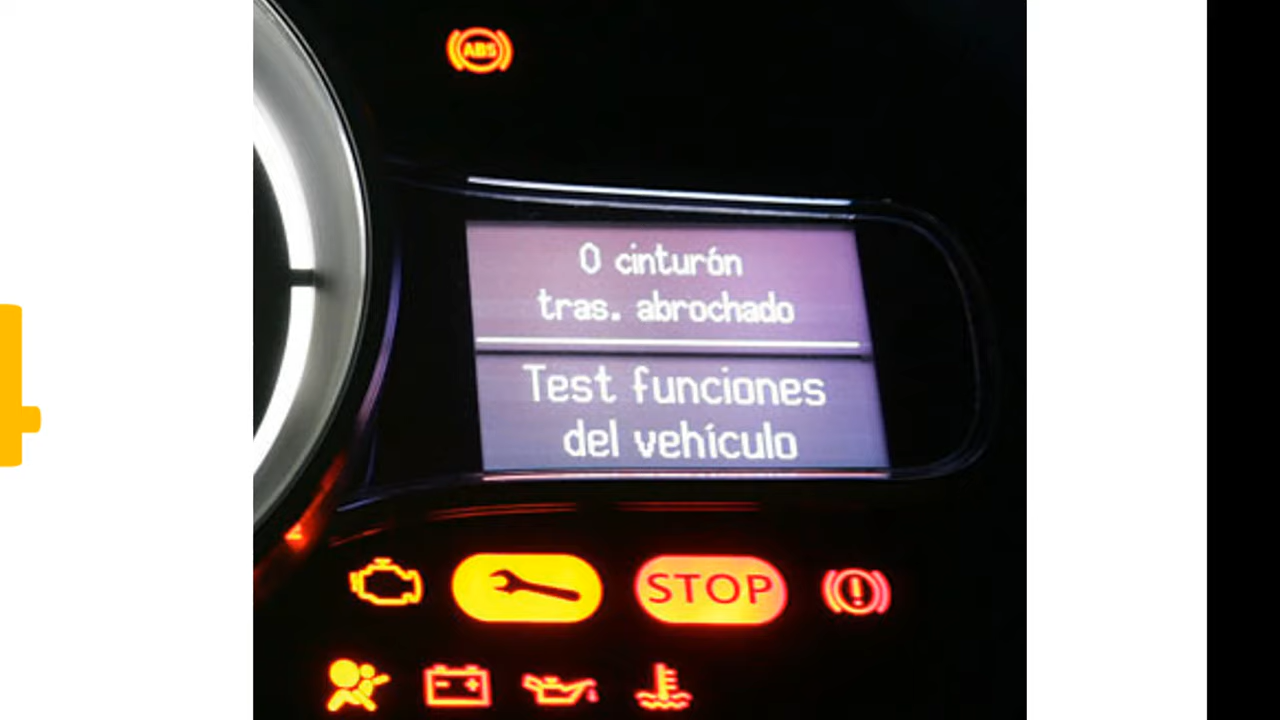 ABS
0 cinturón
tras. abrochado
Test funciones
del vehículo
STOP